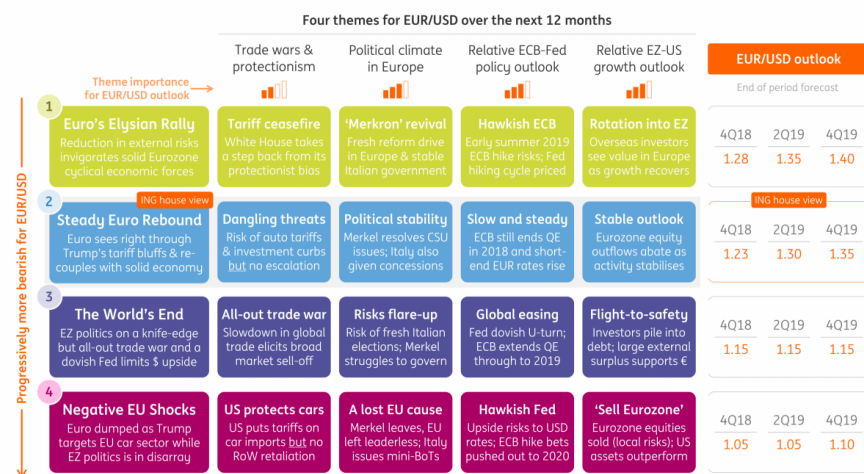 Four themes for EUR/USD over the next 12 months
Trade wars &
protectionism
Political climate
in Europe
Relative ECB-Fed
policy outlook
Relative EZ-US
growth outlook
EUR/USD outlook
Theme importance
for EUR/USD outlook
End of period forecast
Progressively more bearish for EUR/USD
1
Euro's Elysian Rally
Reduction in external risks
invigorates solid Eurozone
cyclical economic forces
Tariff ceasefire
White House takes
a step back from its
protectionist bias
'Merkron' revival
Fresh reform drive
in Europe & stable
Italian government
Hawkish ECB
Early summer 2019
ECB hike risks; Fed
hiking cycle priced
Rotation into EZ
Overseas investors
see value in Europe
as growth recovers
4Q18 2Q19 4Q19
1.28 1.35 1.40
2
ING house view
Steady Euro Rebound
Euro sees right through
Trump's tariff bluffs & re-
couples with solid economy
Dangling threats
Risk of auto tariffs
& investment curbs
but no escalation
Political stability
Merkel resolves CSU
issues; Italy also
given concessions
Slow and steady
ECB still ends QE
in 2018 and short-
end EUR rates rise
Stable outlook
Eurozone equity
outflows abate as
activity stabilises
ING house view
4Q18 2Q19 4Q19
1.23 1.30 1.35
3
The World's End
EZ politics on a knife-edge
but all-out trade war and a
dovish Fed limits $ upside
All-out trade war
Slowdown in global
trade elicits broad
market sell-off
Risks flare-up
Risk of fresh Italian
elections; Merkel
struggles to govern
Global easing
Fed dovish U-turn;
ECB extends QE
through to 2019
Flight-to-safety
Investors pile into
debt; large external
surplus supports €
4Q18 2Q19 4Q19
1.15 1.15 1.15
4
Negative EU Shocks
Euro dumped as Trump
targets EU car sector while
EZ politics is in disarray
US protects cars
US puts tariffs on
car imports but no
RoW retaliation
A lost EU cause
Merkel leaves, EU
left leaderless; Italy
issues mini-BoTs
Hawkish Fed
Upside risks to USD
rates; ECB hike bets
pushed out to 2020
'Sell Eurozone'
Eurozone equities
sold (local risks); US
assets outperform
4Q18 2Q19 4Q19
1.05 1.05 1.10